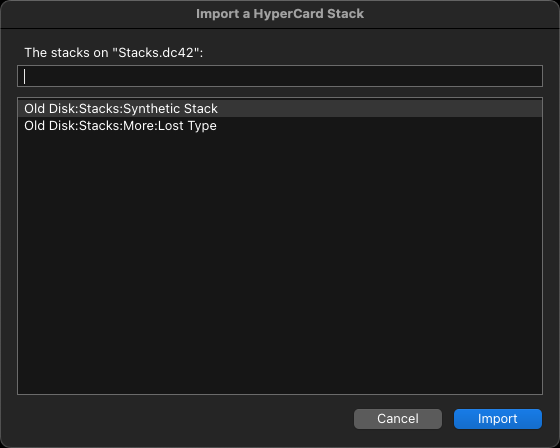 Import a HyperCard Stack
The stacks on "Stacks.dc42":
Old Disk:Stacks:Synthetic Stack
Old Disk:Stacks:More:Lost Type
Cancel
Import